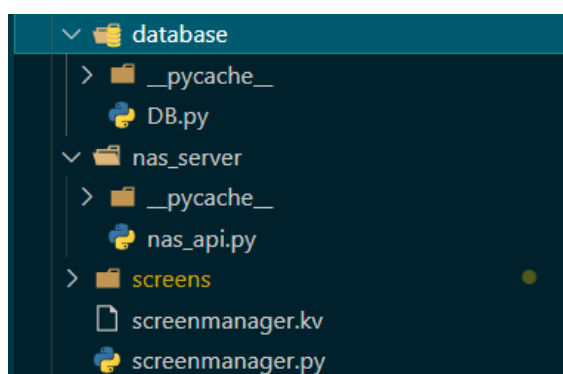 database
__pycache__
DB.py
nas_server
__pycache__
nas_api.py
screens
screenmanager.kv
screenmanager.py